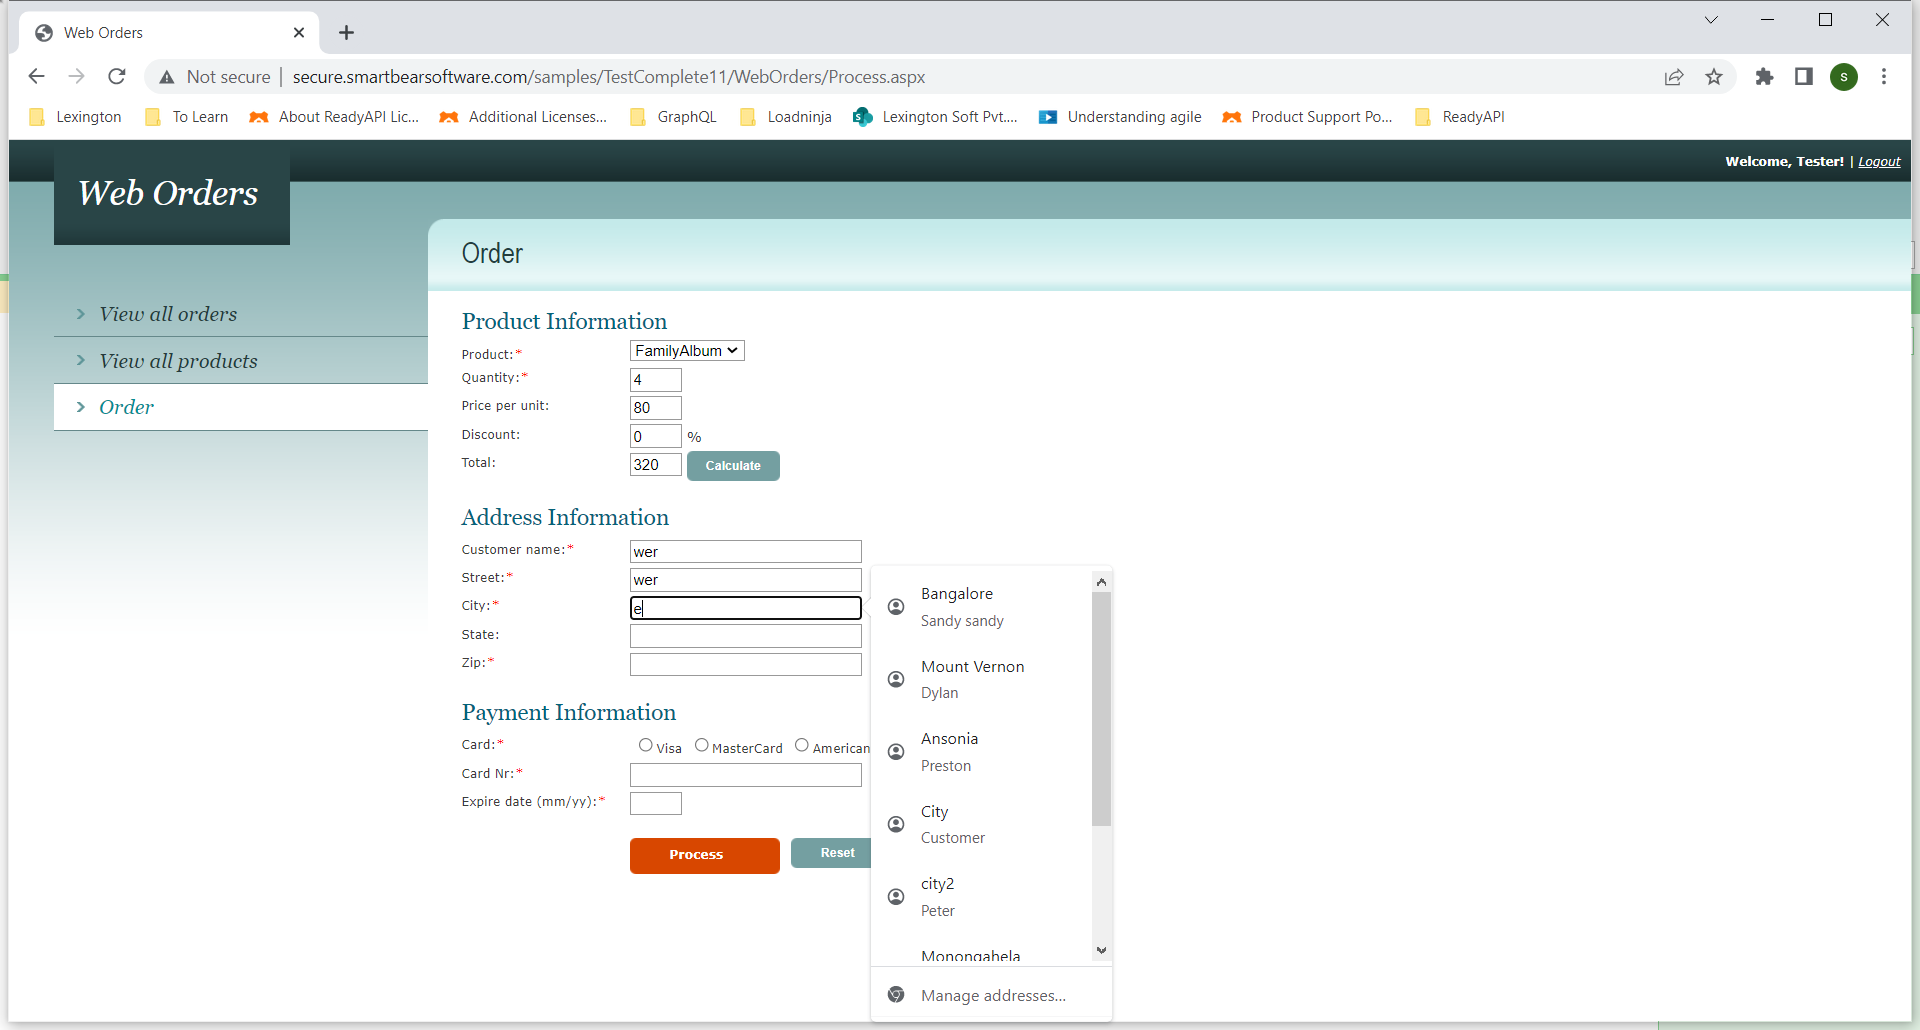 Web Orders
Not secure | secure.smartbearsoftware.com/samples/TestComplete11/WebOrders/Process.aspx
S
Lexington To Learn About ReadyAPI Lic... Additional Licenses... GraphQL Loadninja Lexington Soft Pvt.... Understanding agile Product Support Po... ReadyAPI
Welcome, Tester! | Logout
Web Orders
View all orders
View all products
Order
Order
Product Information
Product:* FamilyAlbum
Quantity:* 4
Price per unit: 80
Discount: 0 %
Total: 320 Calculate
Address Information
Customer name:* wer
Street:* wer
City:* e
State:
Zip:*
Payment Information
Card:* Visa MasterCard American
Card Nr:*
Expire date (mm/yy):*
Process Reset
Bangalore
Sandy sandy
Mount Vernon
Dylan
Ansonia
Preston
City
Customer
city2
Peter
Monongahela
Manage addresses...